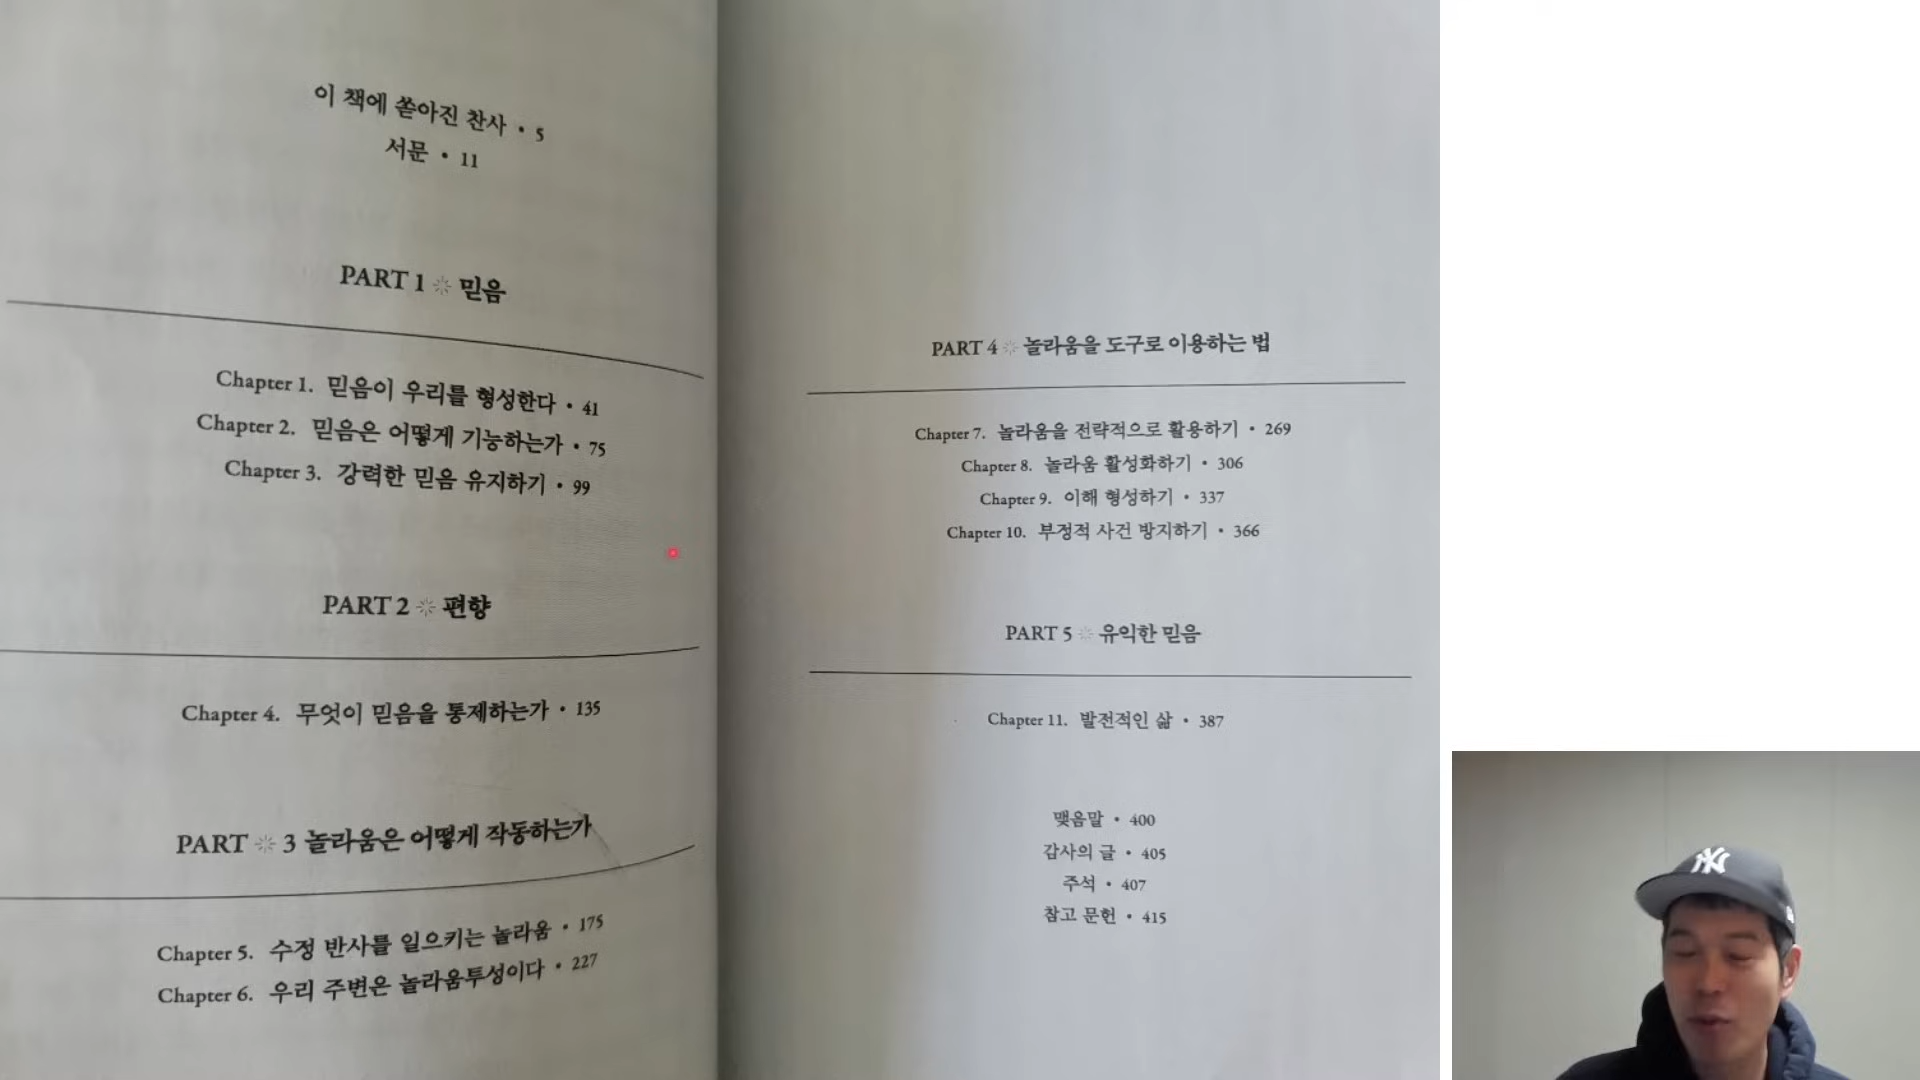 이 책에 쏟아진 찬사 • 5
서문 • 11
PART 1 믿음
Chapter 1. 믿음이 우리를 형성한다 • 41
Chapter 2. 믿음은 어떻게 기능하는가 • 75
Chapter 3. 강력한 믿음 유지하기 • 99
PART 2 편향
Chapter 4. 무엇이 믿음을 통제하는가 • 135
PART 3 놀라움은 어떻게 작동하는가
Chapter 5. 수정 반사를 일으키는 놀라움 • 175
Chapter 6. 우리 주변은 놀라움투성이다 • 227
PART 4 놀라움을 도구로 이용하는 법
Chapter 7. 놀라움을 전략적으로 활용하기 • 269
Chapter 8. 놀라움 활성화하기 • 306
Chapter 9. 이해 형성하기 • 337
Chapter 10. 부정적 사건 방지하기 • 366
PART 5 유익한 믿음
Chapter 11. 발전적인 삶 • 387
맺음말 • 400
감사의 글 • 405
주석 • 407
참고 문헌 • 415
NY